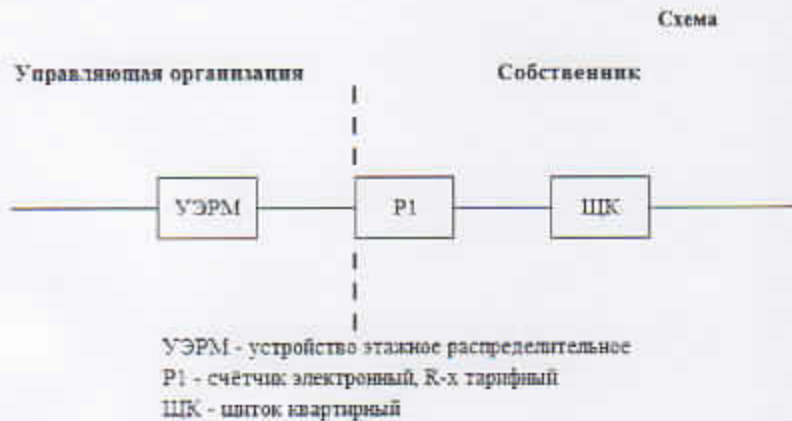 Схема
Управляющая организация Собственник
УЭРМ Р1 ЩК
УЭРМ - устройство этажное распределительное
Р1 - счётчик электронный, К-х тарифный
ЩК - щиток квартирный